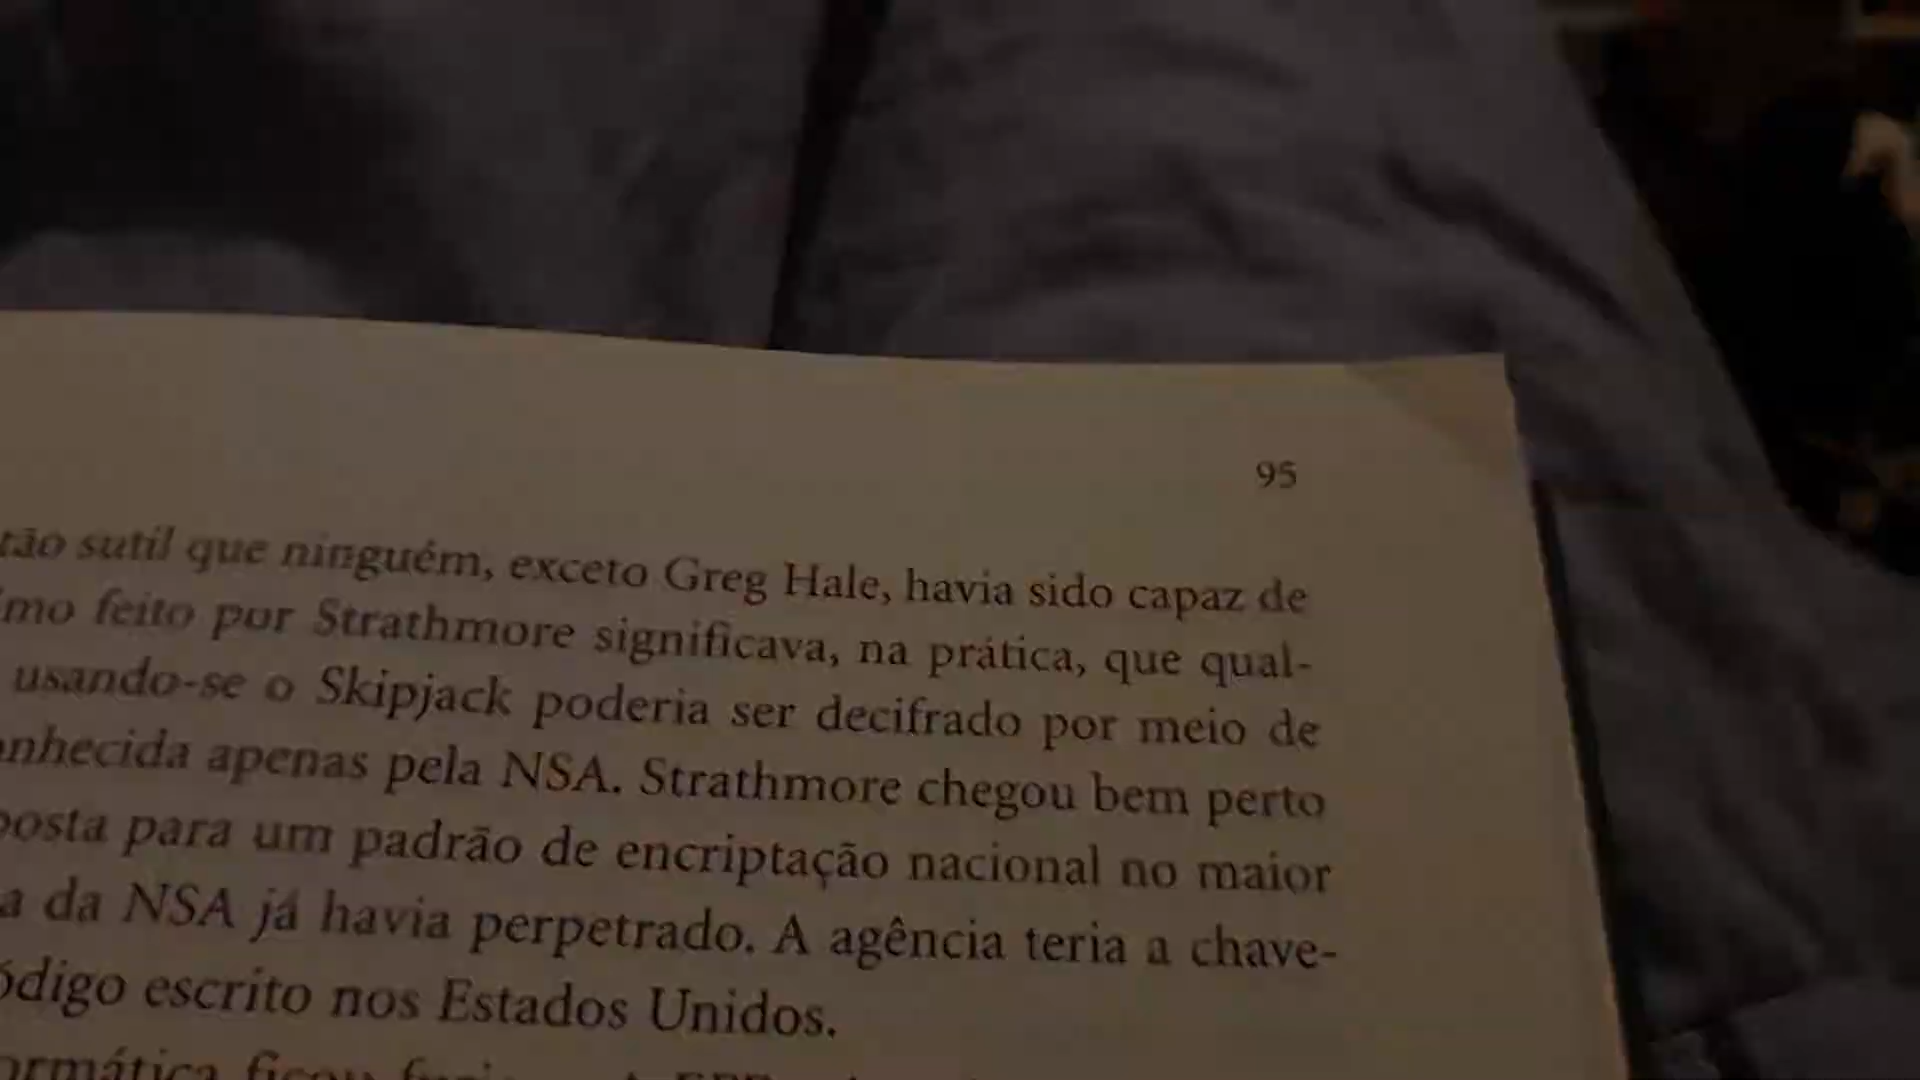 95
tão sutil que ninguém, exceto Greg Hale, havia sido capaz de
mo feito por Strathmore significava, na prática, que qual-
usando-se o Skipjack poderia ser decifrado por meio de
nhecida apenas pela NSA. Strathmore chegou bem perto
posta para um padrão de encriptação nacional no maior
a da NSA já havia perpetrado. A agência teria a chave-
ódigo escrito nos Estados Unidos.
ormática ficou